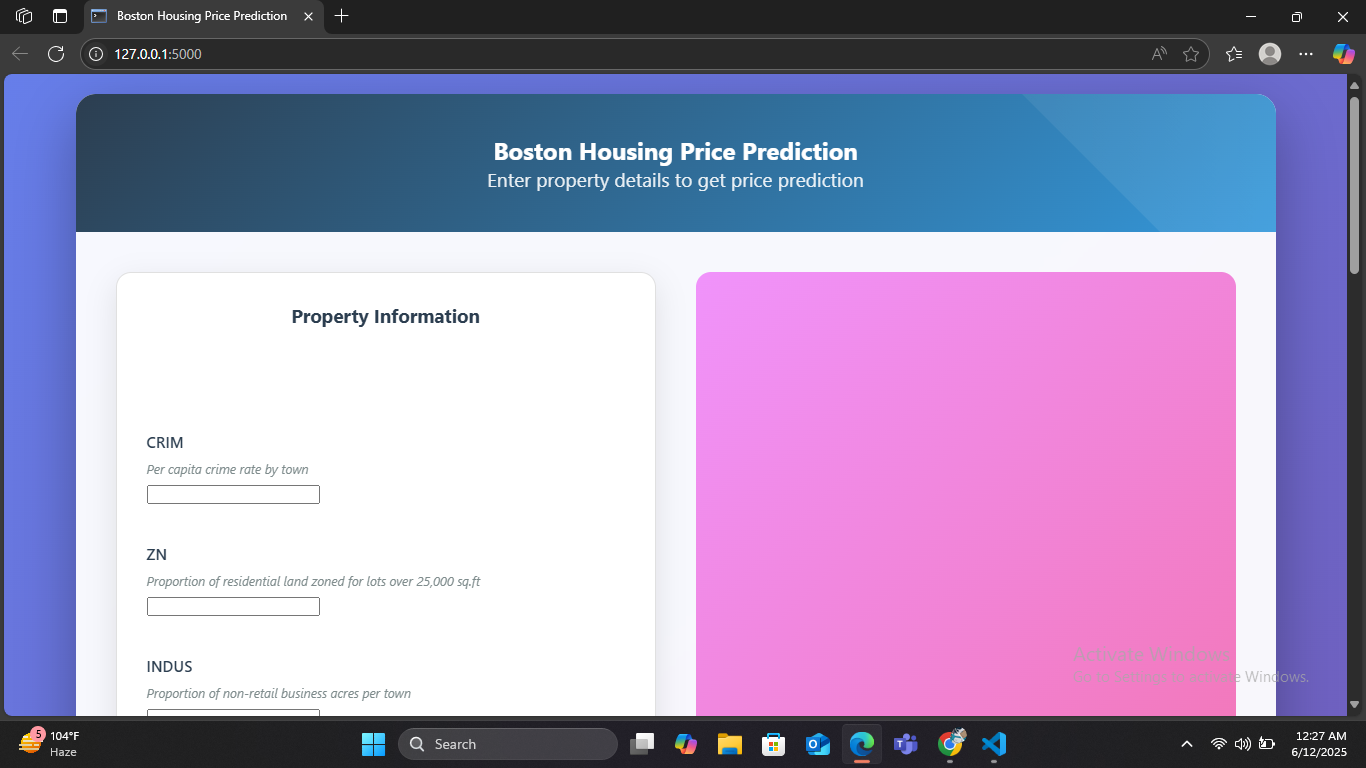 Boston Housing Price Prediction
127.0.0.1:5000
Boston Housing Price Prediction
Enter property details to get price prediction
Property Information
CRIM
Per capita crime rate by town
ZN
Proportion of residential land zoned for lots over 25,000 sq.ft
INDUS
Proportion of non-retail business acres per town
Activate Windows
Go to Settings to activate Windows.
5
104°F
Haze
Search
12:27 AM
6/12/2025